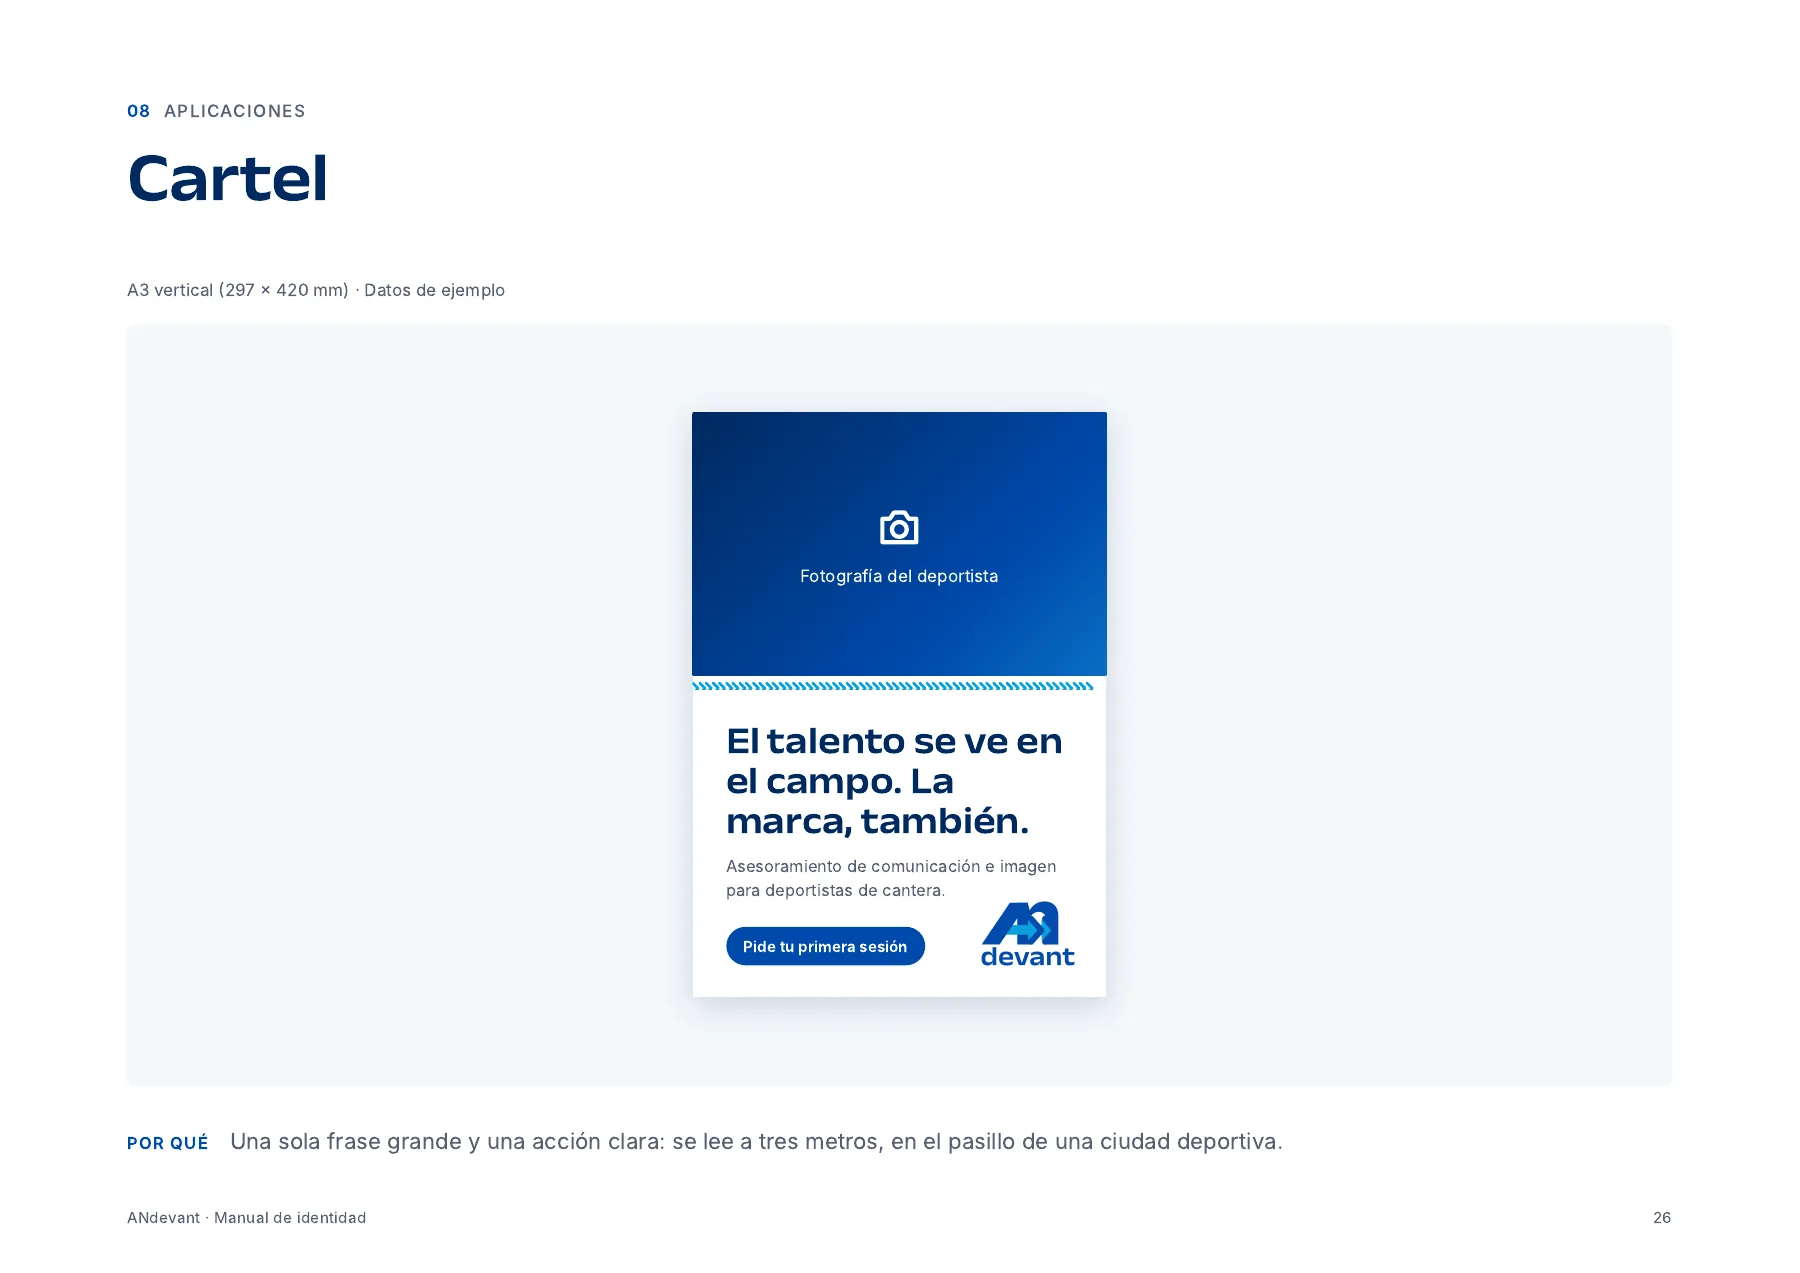 08 APLICACIONES
Cartel
A3 vertical (297 × 420 mm) · Datos de ejemplo
Fotografía del deportista
El talento se ve en
el campo. La
marca, también.
Asesoramiento de comunicación e imagen
para deportistas de cantera.
Pide tu primera sesión
AN
devant
POR QUÉ Una sola frase grande y una acción clara: se lee a tres metros, en el pasillo de una ciudad deportiva.
ANdevant · Manual de identidad
26